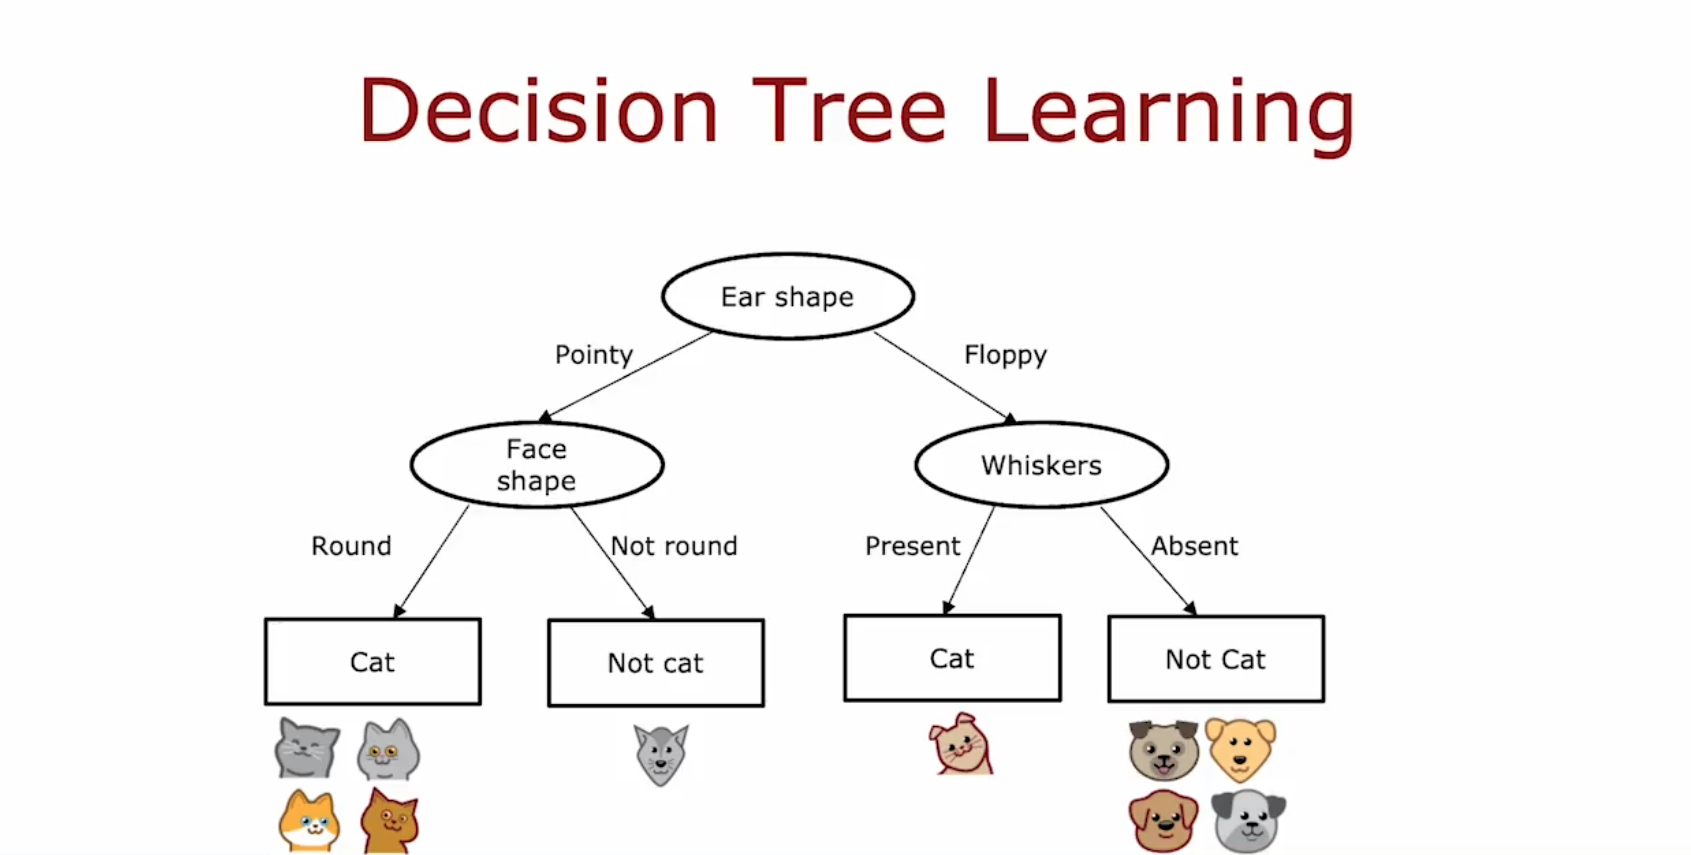 Decision Tree Learning
Ear shape
Pointy
Floppy
Face
shape
Whiskers
Round
Not round
Present
Absent
Cat
Not cat
Cat
Not Cat